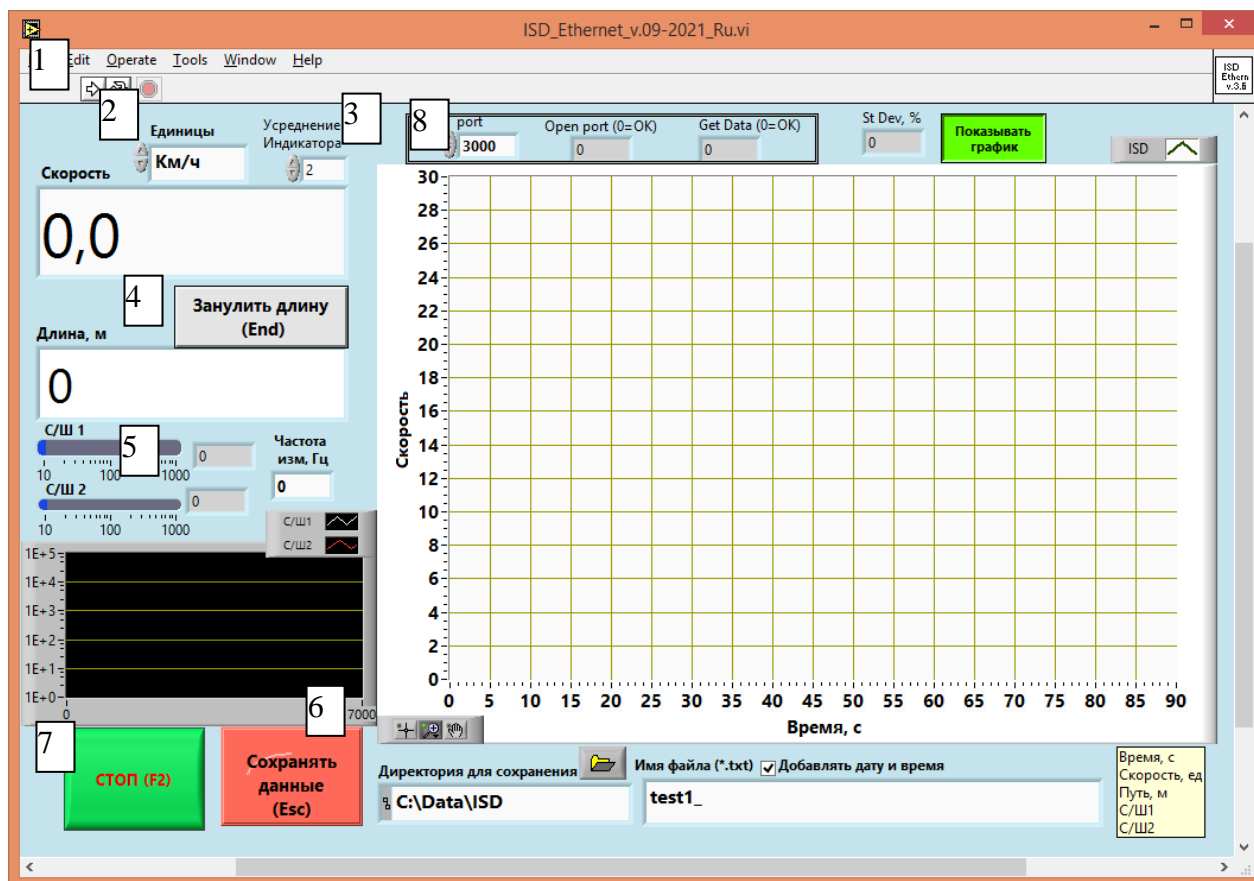 ISD_Ethernet_v.09-2021_Ru.vi
1
Edit Operate Tools Window Help
ISD
Ethern
v.3.6
2
3
8
Единицы
Км/ч
Усреднение
Индикатора
2
port
3000
Open port (0=OK)
0
Get Data (0=OK)
0
St Dev, %
0
Показывать
график
ISD
Скорость
0,0
4
Занулить длину
(End)
Длина, м
0
С/Ш 1
5
0
10 100 1000
С/Ш 2
0
10 100 1000
Частота
изм, Гц
0
С/Ш1
С/Ш2
1E+5
1E+4
1E+3
1E+2
1E+1
1E+0
0 7000
6
30
28
26
24
22
20
18
16
14
12
10
8
6
4
2
0
Скорость
0 5 10 15 20 25 30 35 40 45 50 55 60 65 70 75 80 85 90
Время, с
7
СТОП (F2)
Сохранять
данные
(Esc)
Директория для сохранения
C:\Data\ISD
Имя файла (*.txt) Добавлять дату и время
test1_
Время, с
Скорость, ед
Путь, м
С/Ш1
С/Ш2